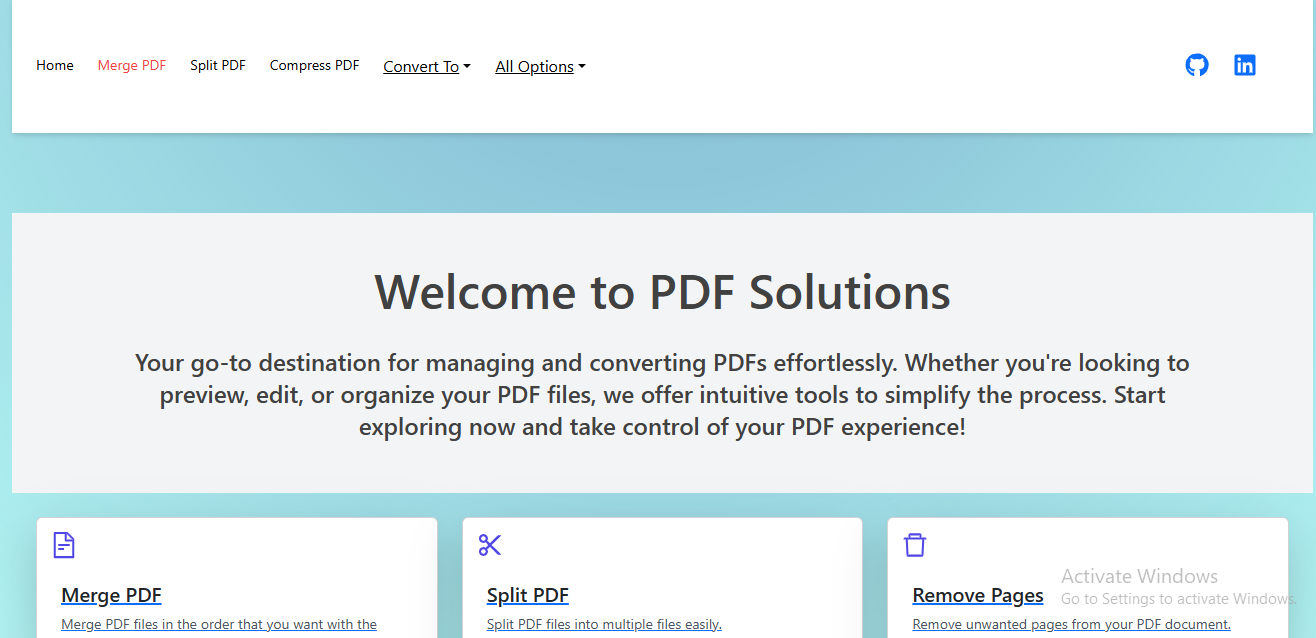 Home Merge PDF Split PDF Compress PDF Convert To All Options
Welcome to PDF Solutions
Your go-to destination for managing and converting PDFs effortlessly. Whether you're looking to
preview, edit, or organize your PDF files, we offer intuitive tools to simplify the process. Start
exploring now and take control of your PDF experience!
Merge PDF
Merge PDF files in the order that you want with the
Split PDF
Split PDF files into multiple files easily.
Remove Pages
Remove unwanted pages from your PDF document.
Activate Windows
Go to Settings to activate Windows.